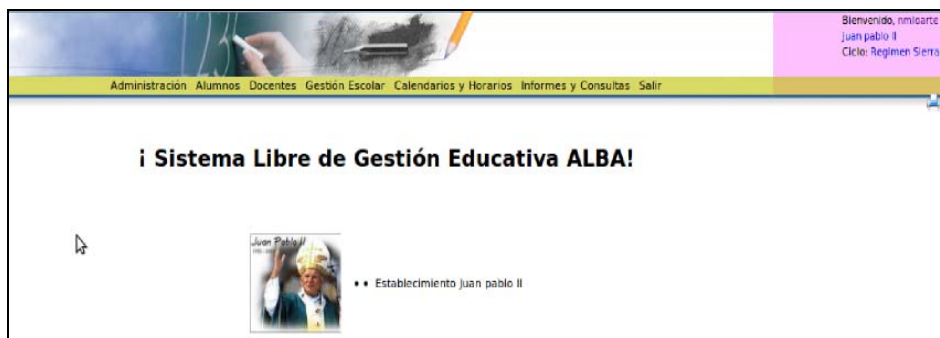 Bienvenido, nmloarte
Juan pablo II
Ciclo: Regimen Sierra
Administración Alumnos Docentes Gestión Escolar Calendarios y Horarios Informes y Consultas Salir
¡ Sistema Libre de Gestión Educativa ALBA!
Juan Pablo II
• • Establecimiento Juan pablo II